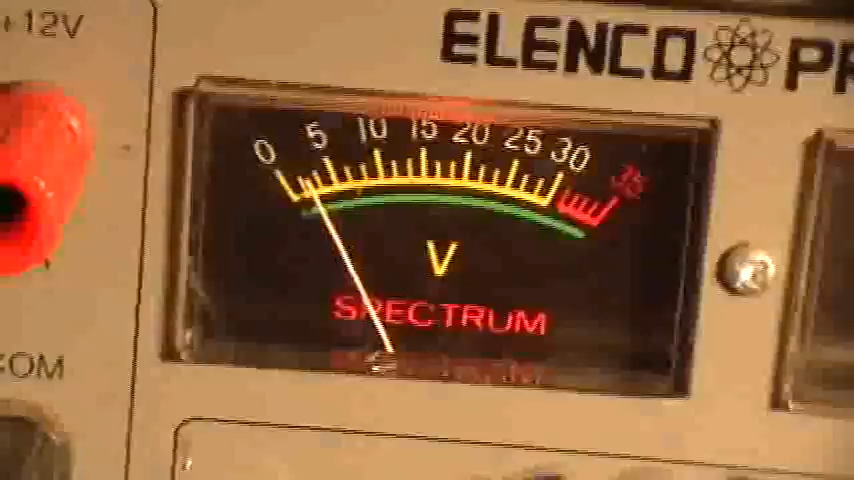 +12V
ELENCO PR
0 5 10 15 20 25 30 35
V
SPECTRUM
COM